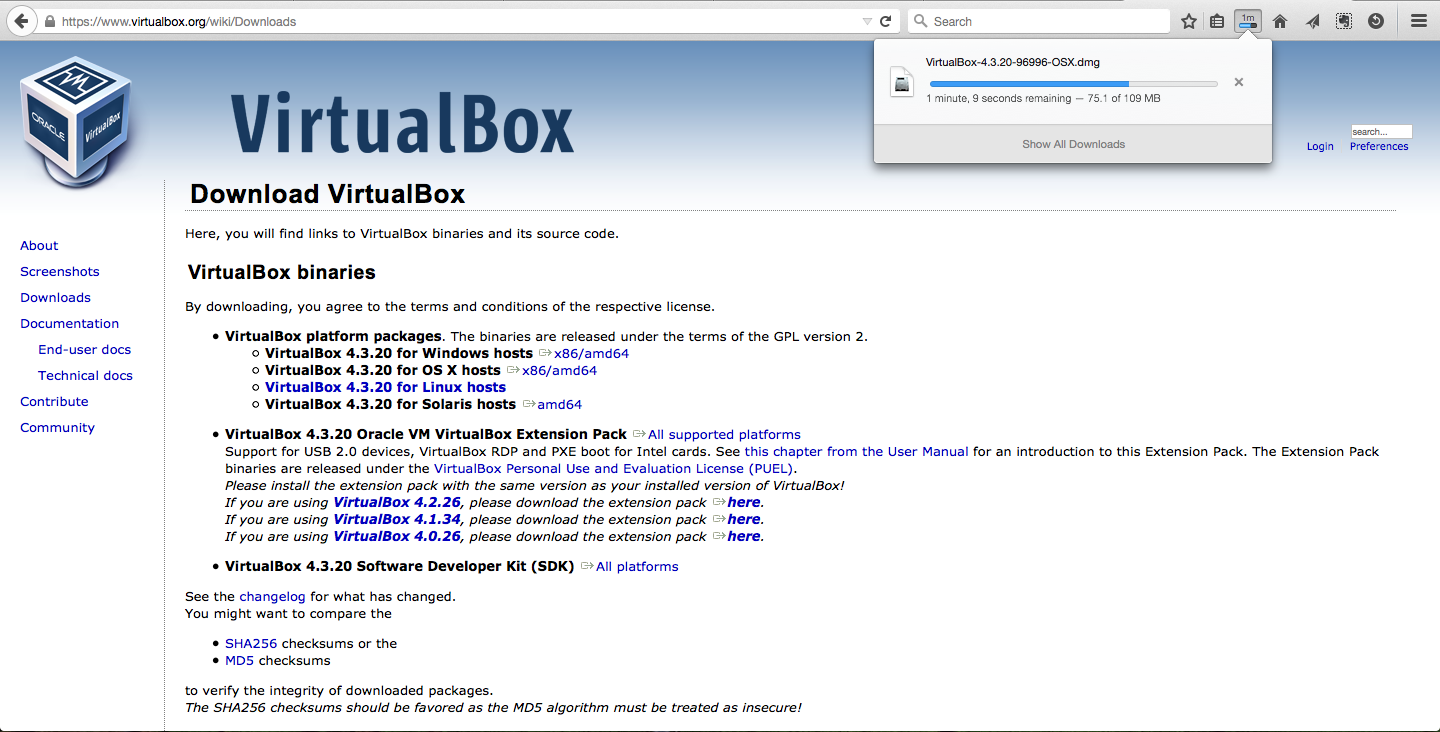 https://www.virtualbox.org/wiki/Downloads
Search
1m
VirtualBox-4.3.20-96996-OSX.dmg
1 minute, 9 seconds remaining — 75.1 of 109 MB
Show All Downloads
ORACLE
VirtualBox
VirtualBox
search...
Login Preferences
About
Screenshots
Downloads
Documentation
End-user docs
Technical docs
Contribute
Community
Download VirtualBox
Here, you will find links to VirtualBox binaries and its source code.
VirtualBox binaries
By downloading, you agree to the terms and conditions of the respective license.
• VirtualBox platform packages. The binaries are released under the terms of the GPL version 2.
VirtualBox 4.3.20 for Windows hosts x86/amd64
VirtualBox 4.3.20 for OS X hosts x86/amd64
VirtualBox 4.3.20 for Linux hosts
VirtualBox 4.3.20 for Solaris hosts amd64
• VirtualBox 4.3.20 Oracle VM VirtualBox Extension Pack All supported platforms
Support for USB 2.0 devices, VirtualBox RDP and PXE boot for Intel cards. See this chapter from the User Manual for an introduction to this Extension Pack. The Extension Pack
binaries are released under the VirtualBox Personal Use and Evaluation License (PUEL).
Please install the extension pack with the same version as your installed version of VirtualBox!
If you are using VirtualBox 4.2.26, please download the extension pack here.
If you are using VirtualBox 4.1.34, please download the extension pack here.
If you are using VirtualBox 4.0.26, please download the extension pack here.
• VirtualBox 4.3.20 Software Developer Kit (SDK) All platforms
See the changelog for what has changed.
You might want to compare the
• SHA256 checksums or the
• MD5 checksums
to verify the integrity of downloaded packages.
The SHA256 checksums should be favored as the MD5 algorithm must be treated as insecure!